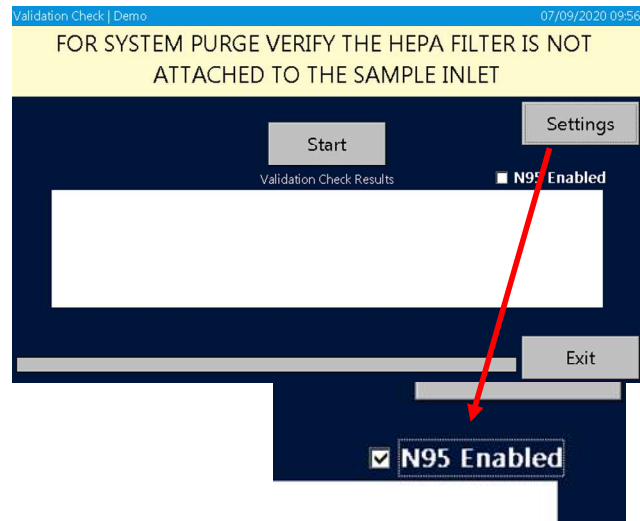 Validation Check | Demo 07/09/2020 09:56
FOR SYSTEM PURGE VERIFY THE HEPA FILTER IS NOT
ATTACHED TO THE SAMPLE INLET
Settings
Start
Validation Check Results
N95 Enabled
Exit
N95 Enabled